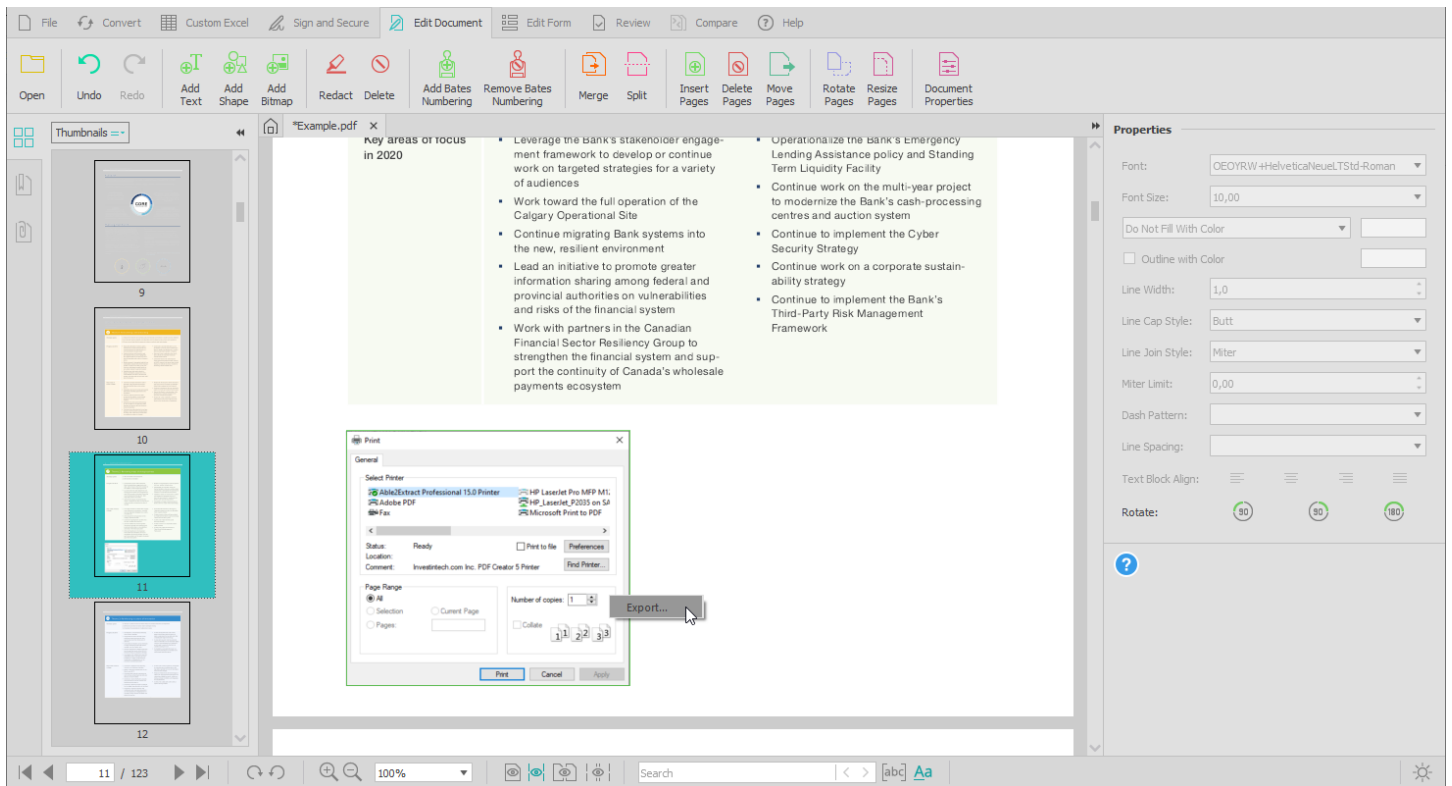 File Convert Custom Excel Sign and Secure Edit Document Edit Form Review Compare Help
Open Undo Redo Add Text Add Shape Add Bitmap Redact Delete Add Bates Numbering Remove Bates Numbering Merge Split Insert Pages Delete Pages Move Pages Rotate Pages Resize Pages Document Properties
Thumbnails
9
10
11
12
*Example.pdf
Key areas of focus
in 2020
Leverage the Bank's stakeholder engage-
ment framework to develop or continue
work on targeted strategies for a variety
of audiences
Work toward the full operation of the
Calgary Operational Site
Continue migrating Bank systems into
the new, resilient environment
Lead an initiative to promote greater
information sharing among federal and
provincial authorities on vulnerabilities
and risks of the financial system
Work with partners in the Canadian
Financial Sector Resiliency Group to
strengthen the financial system and sup-
port the continuity of Canada's wholesale
payments ecosystem
Operationalize the Bank's Emergency
Lending Assistance policy and Standing
Term Liquidity Facility
Continue work on the multi-year project
to modernize the Bank's cash-processing
centres and auction system
Continue to implement the Cyber
Security Strategy
Continue work on a corporate sustain-
ability strategy
Continue to implement the Bank's
Third-Party Risk Management
Framework
Print
General
Select Printer
Able2Extract Professional 15.0 Printer HP LaserJet Pro MFP M1
Adobe PDF HP_LaserJet_P2035 on SA
Fax Microsoft Print to PDF
Status: Ready Print to file Preferences
Location:
Comment: Investintech.com Inc. PDF Creator 5 Printer Find Printer...
Page Range
All Number of copies: 1
Selection Current Page
Pages: Collate
1 1 2 2 3 3
Print Cancel Apply
Export...
Properties
Font: OEOYRW+HelveticaNeueLTStd-Roman
Font Size: 10,00
Do Not Fill With Color
Outline with Color
Line Width: 1,0
Line Cap Style: Butt
Line Join Style: Miter
Miter Limit: 0,00
Dash Pattern:
Line Spacing:
Text Block Align:
Rotate: 90 90 180
?
11 / 123 100% Search [abc] Aa